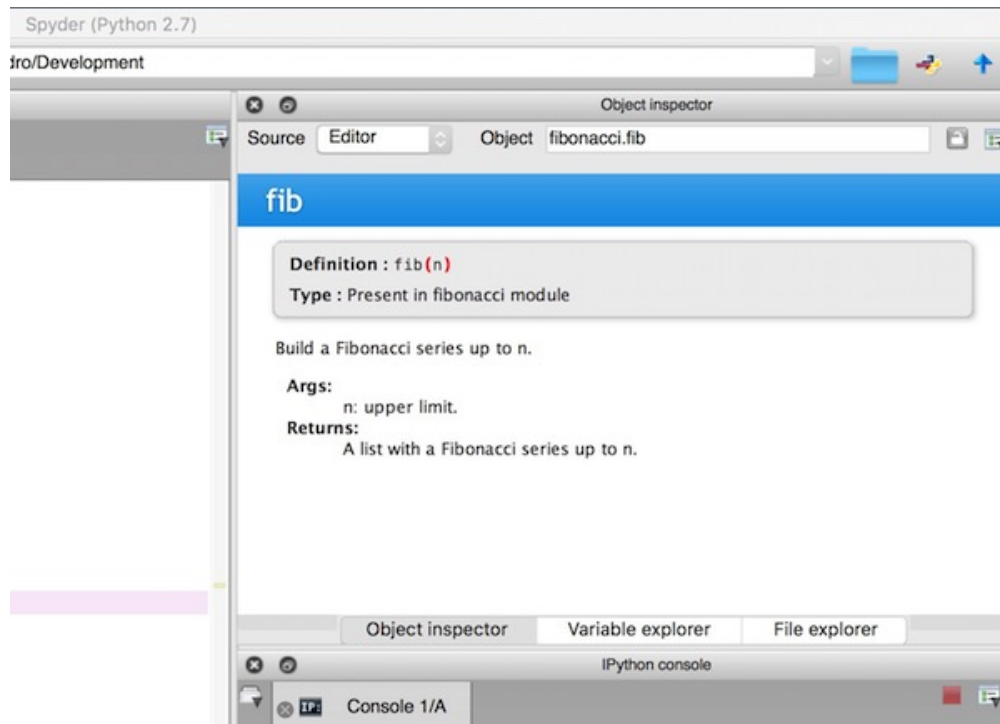 Spyder (Python 2.7)
dro/Development
Object inspector
Source Editor Object fibonacci.fib
fib
Definition : fib(n)
Type : Present in fibonacci module
Build a Fibonacci series up to n.
Args:
n: upper limit.
Returns:
A list with a Fibonacci series up to n.
Object inspector Variable explorer File explorer
IPython console
IP: Console 1/A